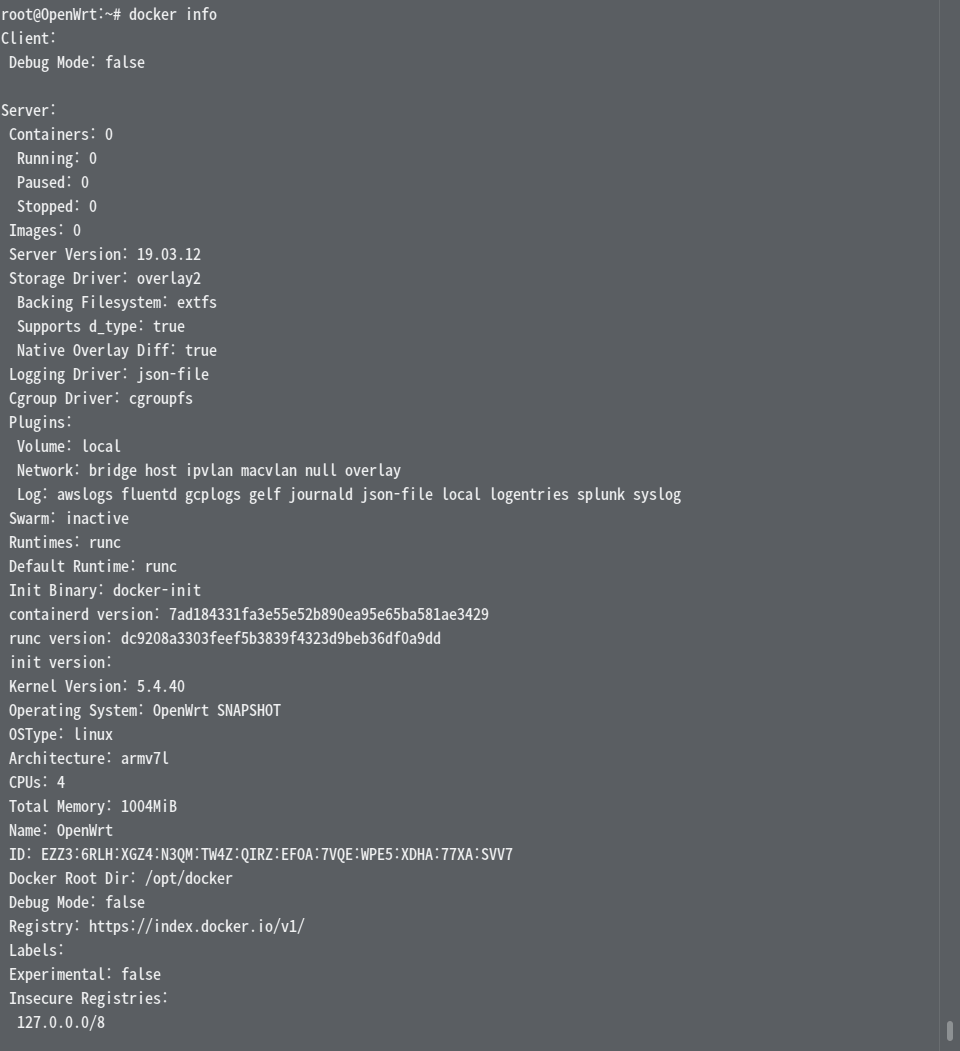 root@OpenWrt:~# docker info
Client:
 Debug Mode: false

Server:
 Containers: 0
  Running: 0
  Paused: 0
  Stopped: 0
 Images: 0
 Server Version: 19.03.12
 Storage Driver: overlay2
  Backing Filesystem: extfs
  Supports d_type: true
  Native Overlay Diff: true
 Logging Driver: json-file
 Cgroup Driver: cgroupfs
 Plugins:
  Volume: local
  Network: bridge host ipvlan macvlan null overlay
  Log: awslogs fluentd gcplogs gelf journald json-file local logentries splunk syslog
 Swarm: inactive
 Runtimes: runc
 Default Runtime: runc
 Init Binary: docker-init
 containerd version: 7ad184331fa3e55e52b890ea95e65ba581ae3429
 runc version: dc9208a3303feef5b3839f4323d9beb36df0a9dd
 init version:
 Kernel Version: 5.4.40
 Operating System: OpenWrt SNAPSHOT
 OSType: linux
 Architecture: armv7l
 CPUs: 4
 Total Memory: 1004MiB
 Name: OpenWrt
 ID: EZZ3:6RLH:XGZ4:N3QM:TW4Z:QIRZ:EFOA:7VQE:WPE5:XDHA:77XA:SVV7
 Docker Root Dir: /opt/docker
 Debug Mode: false
 Registry: https://index.docker.io/v1/
 Labels:
 Experimental: false
 Insecure Registries:
  127.0.0.0/8